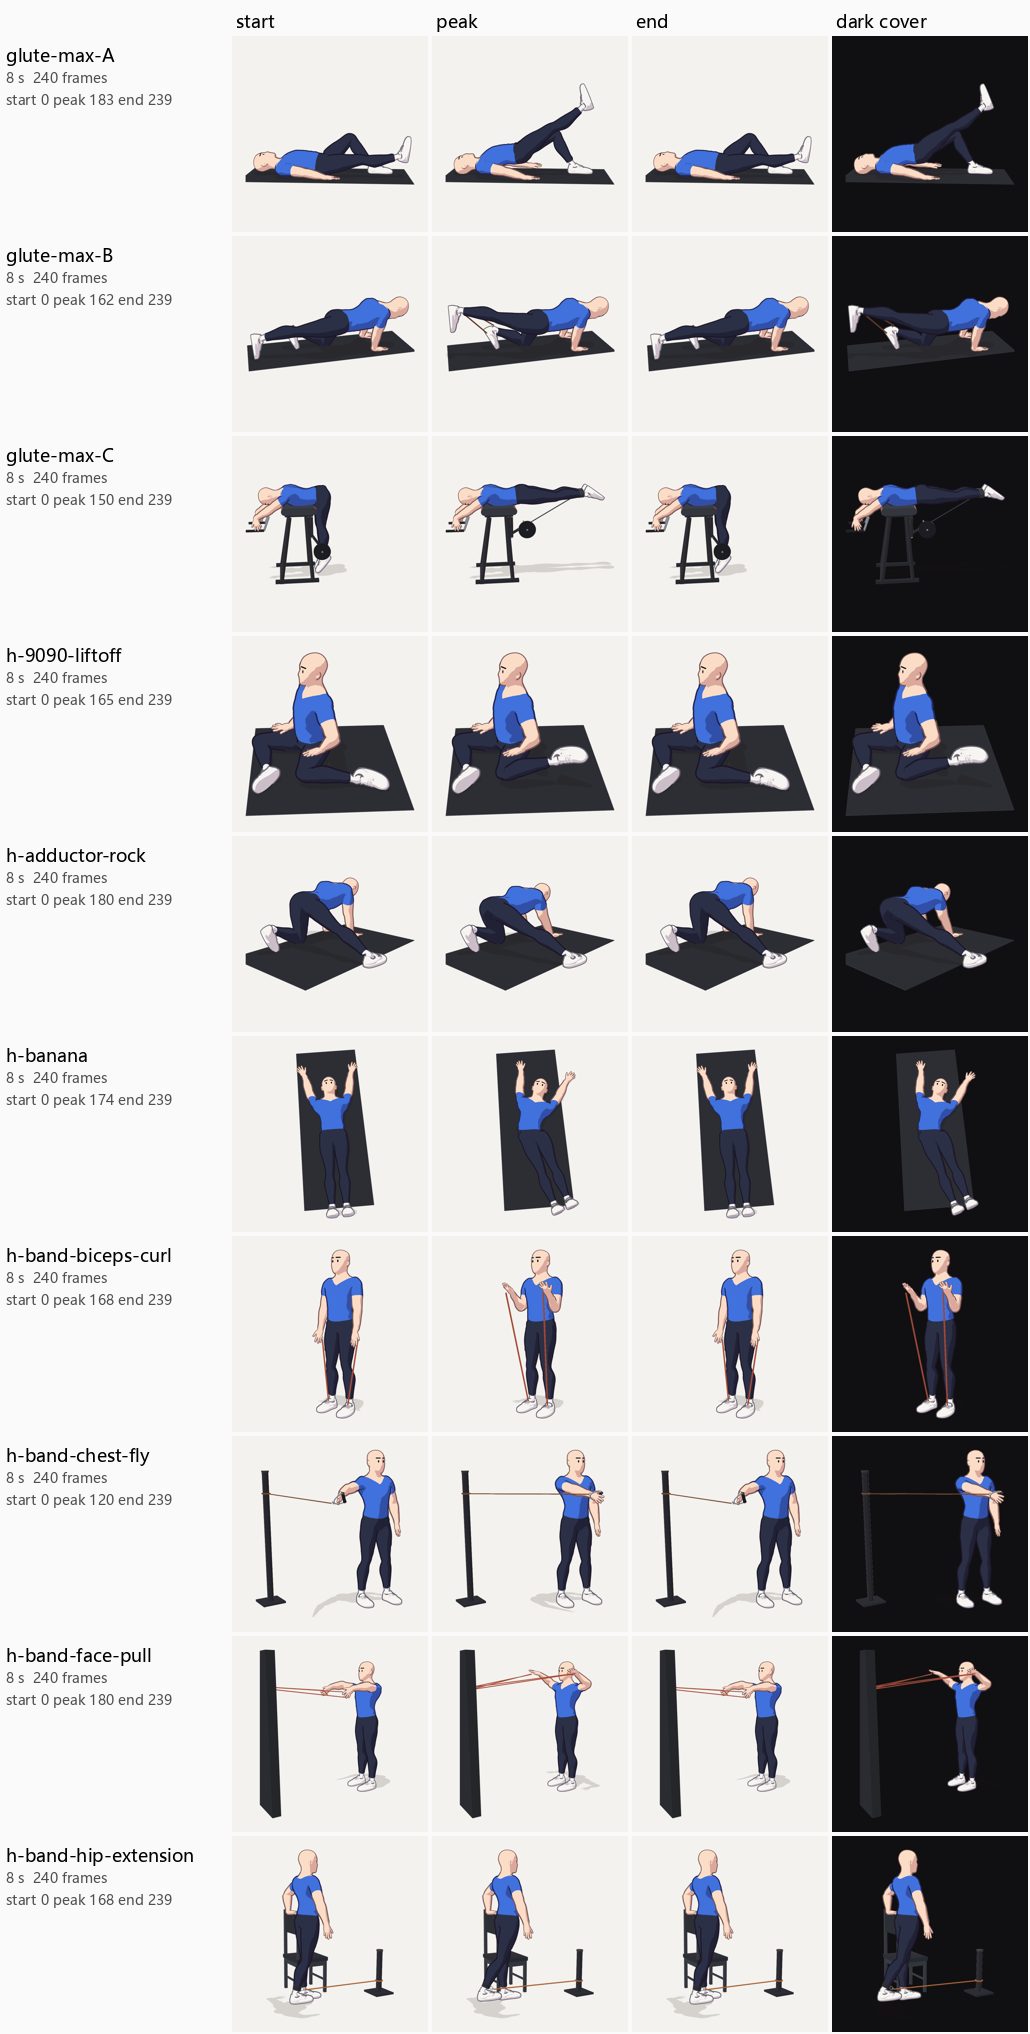 start peak end dark cover
glute-max-A
8 s 240 frames
start 0 peak 183 end 239
glute-max-B
8 s 240 frames
start 0 peak 162 end 239
glute-max-C
8 s 240 frames
start 0 peak 150 end 239
h-9090-liftoff
8 s 240 frames
start 0 peak 165 end 239
h-adductor-rock
8 s 240 frames
start 0 peak 180 end 239
h-banana
8 s 240 frames
start 0 peak 174 end 239
h-band-biceps-curl
8 s 240 frames
start 0 peak 168 end 239
h-band-chest-fly
8 s 240 frames
start 0 peak 120 end 239
h-band-face-pull
8 s 240 frames
start 0 peak 180 end 239
h-band-hip-extension
8 s 240 frames
start 0 peak 168 end 239